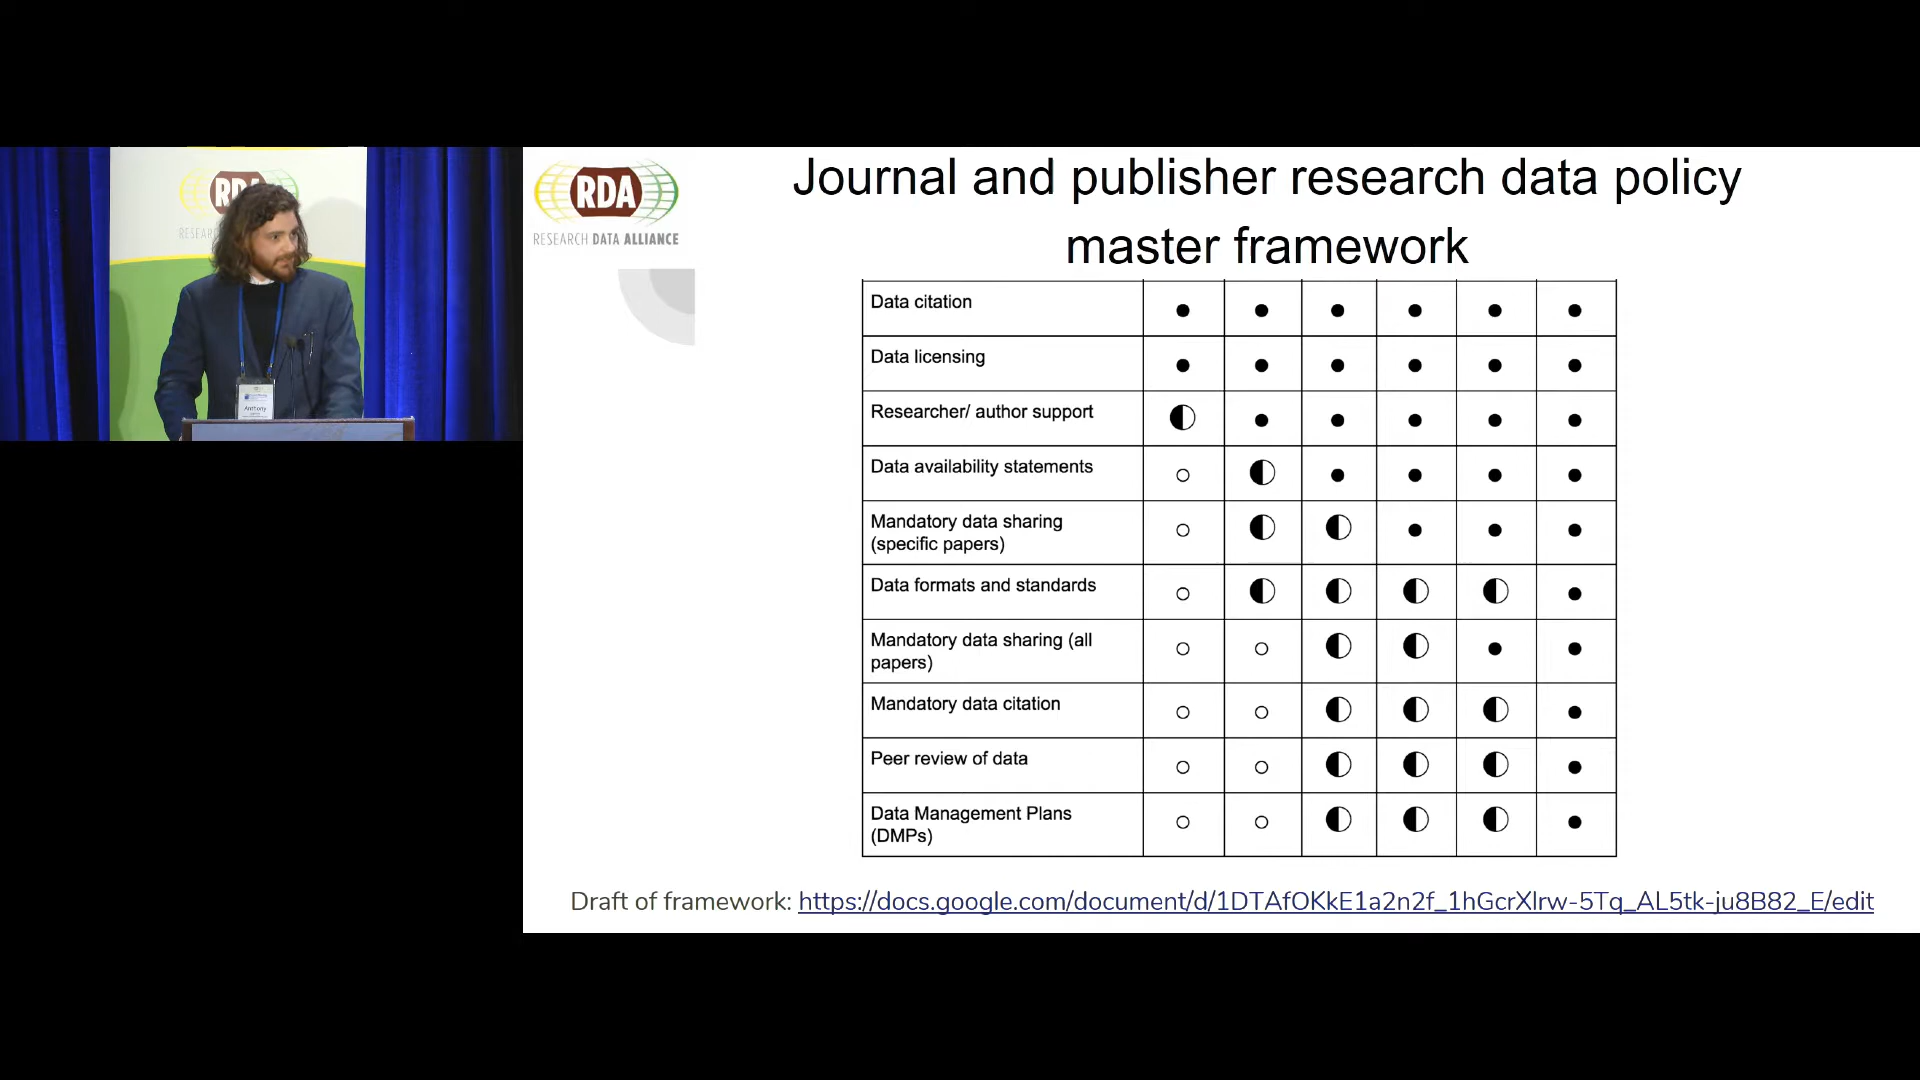 RDA
RESEARCH DATA ALLIANCE
Anthony
Journal and publisher research data policy
master framework
Data citation
Data licensing
Researcher/ author support
Data availability statements
Mandatory data sharing
(specific papers)
Data formats and standards
Mandatory data sharing (all
papers)
Mandatory data citation
Peer review of data
Data Management Plans
(DMPs)
Draft of framework: https://docs.google.com/document/d/1DTAfOKkE1a2n2f_1hGcrXlrw-5Tq_AL5tk-ju8B82_E/edit